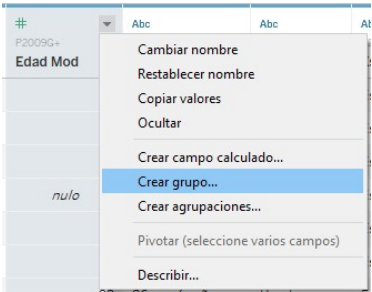 # Abc Abc Ab
P2009G+
Edad Mod
Cambiar nombre
Restablecer nombre
Copiar valores
Ocultar
Crear campo calculado...
Crear grupo...
nulo
Crear agrupaciones...
Pivotar (seleccione varios campos)
Describir...